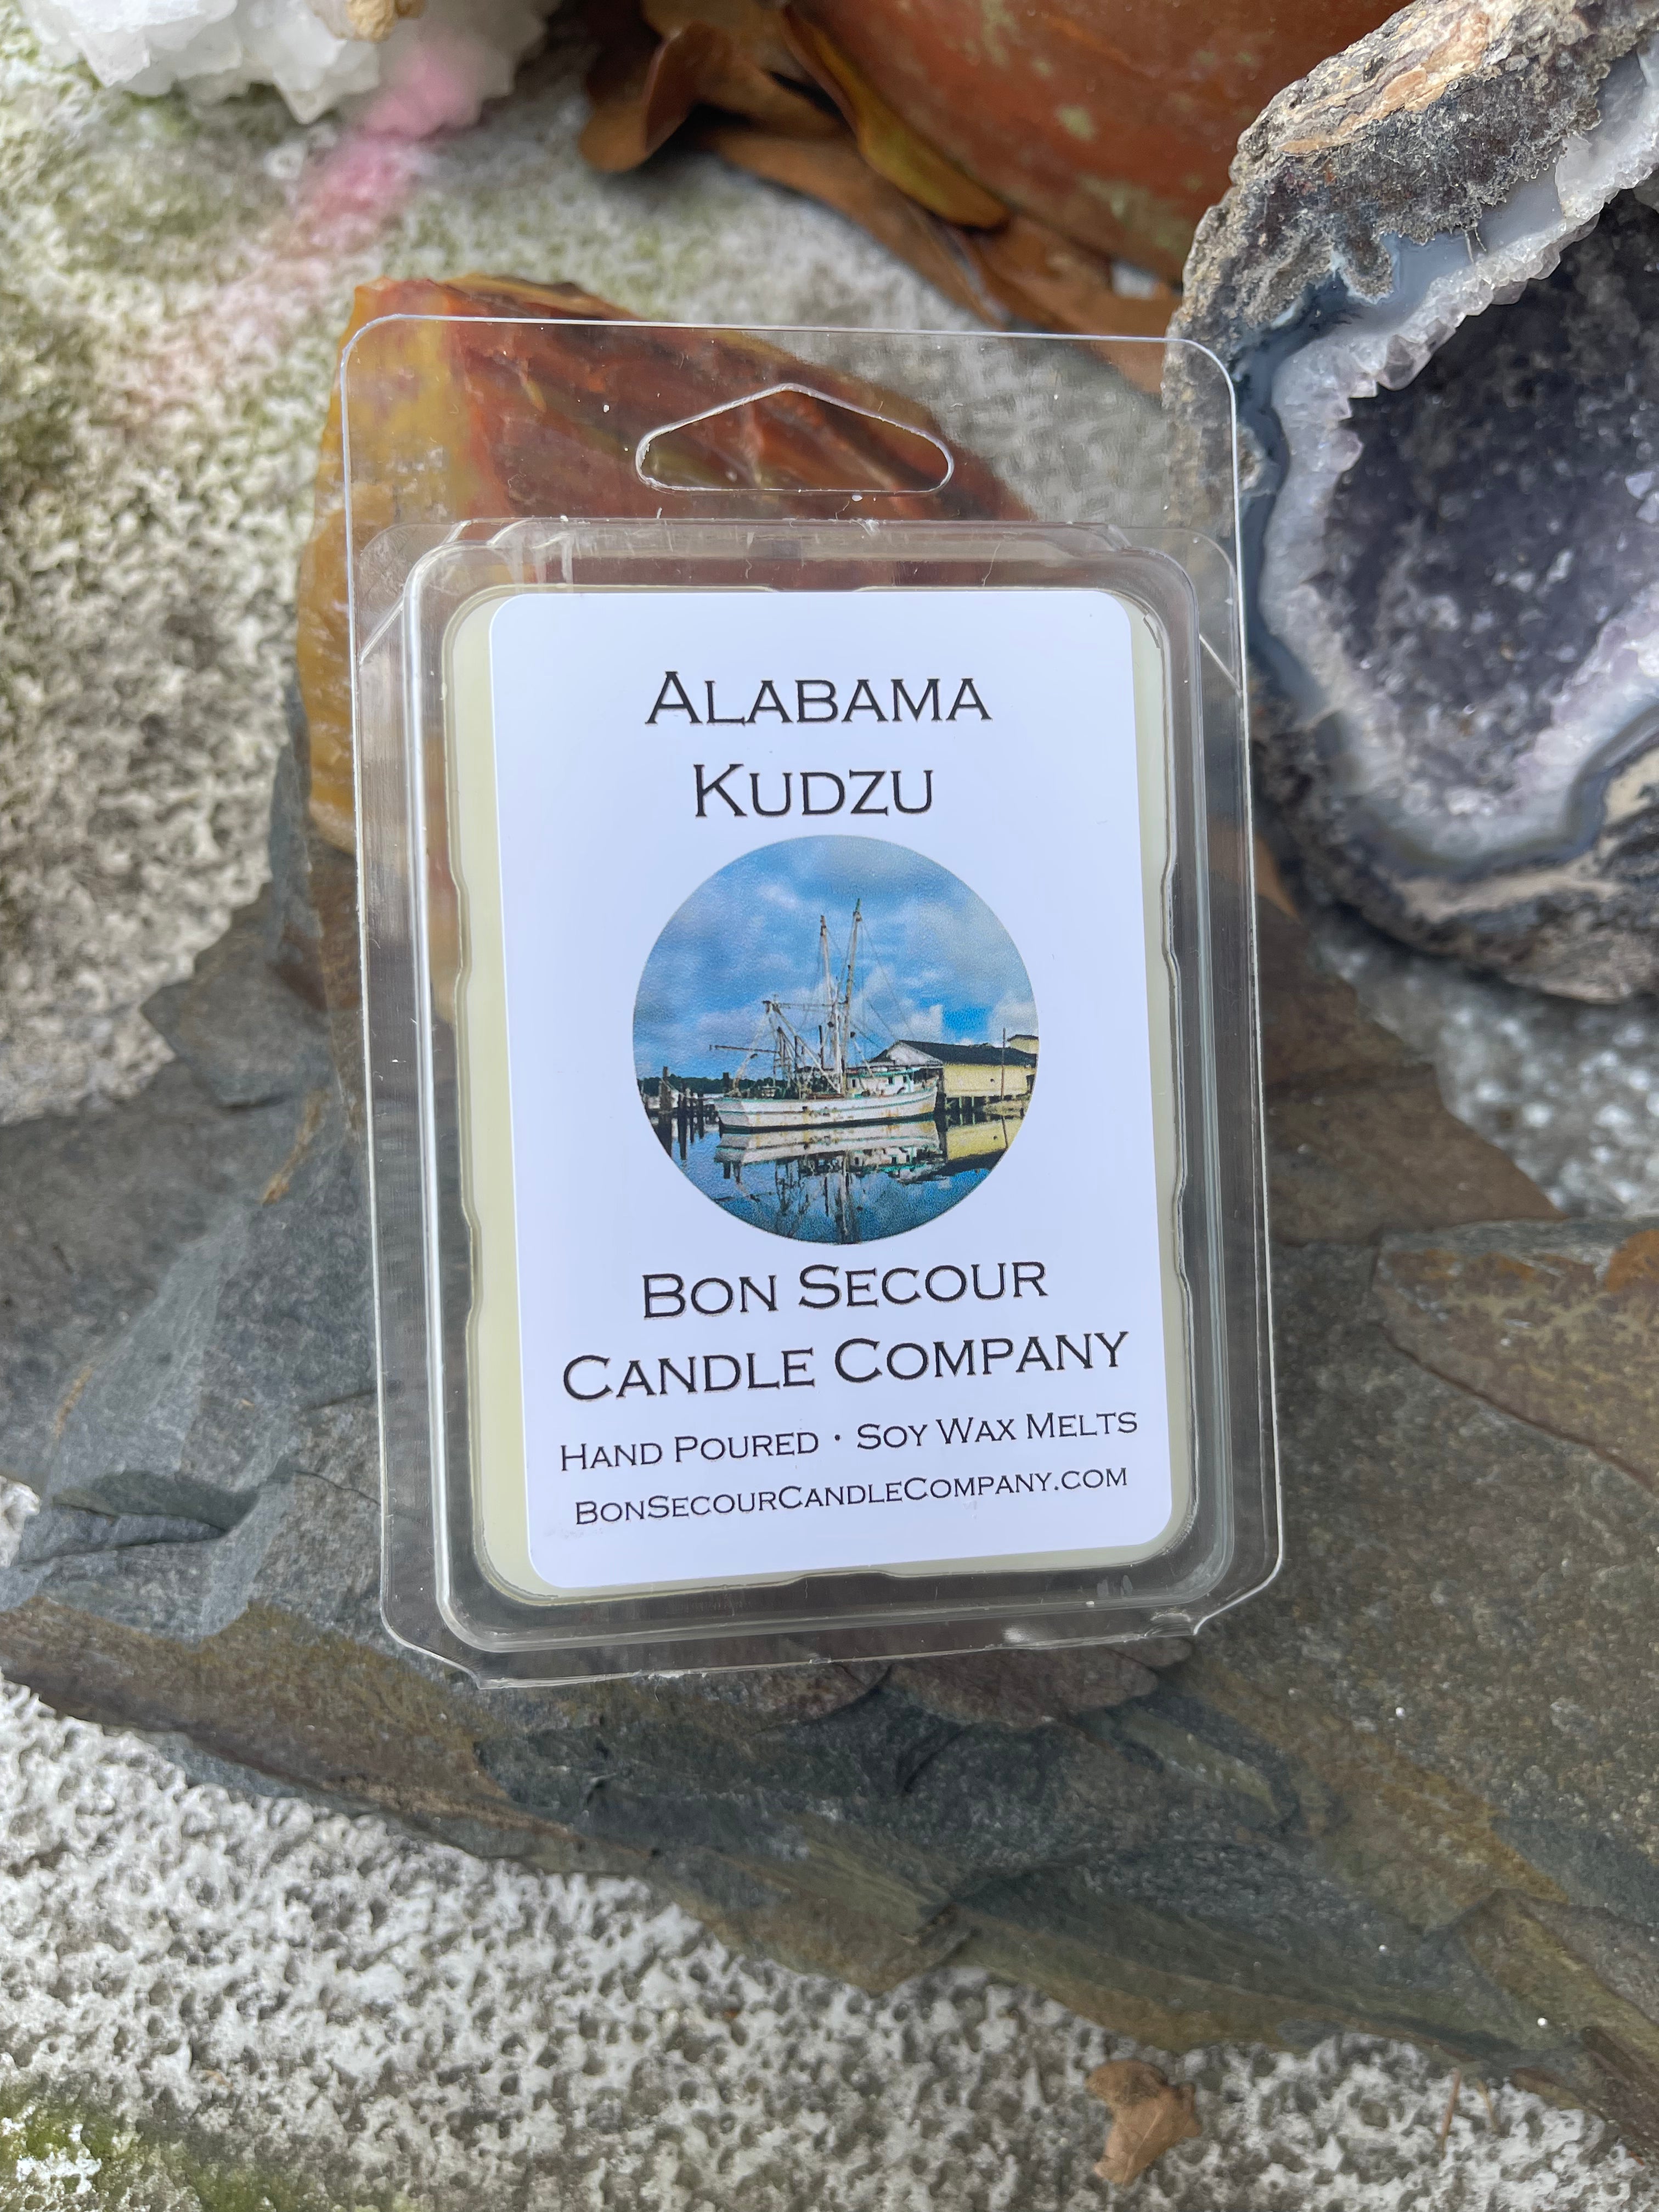 Alabama
Kudzu
Bon Secour
Candle Company
Hand Poured · Soy Wax Melts
BonSecourCandleCompany.com